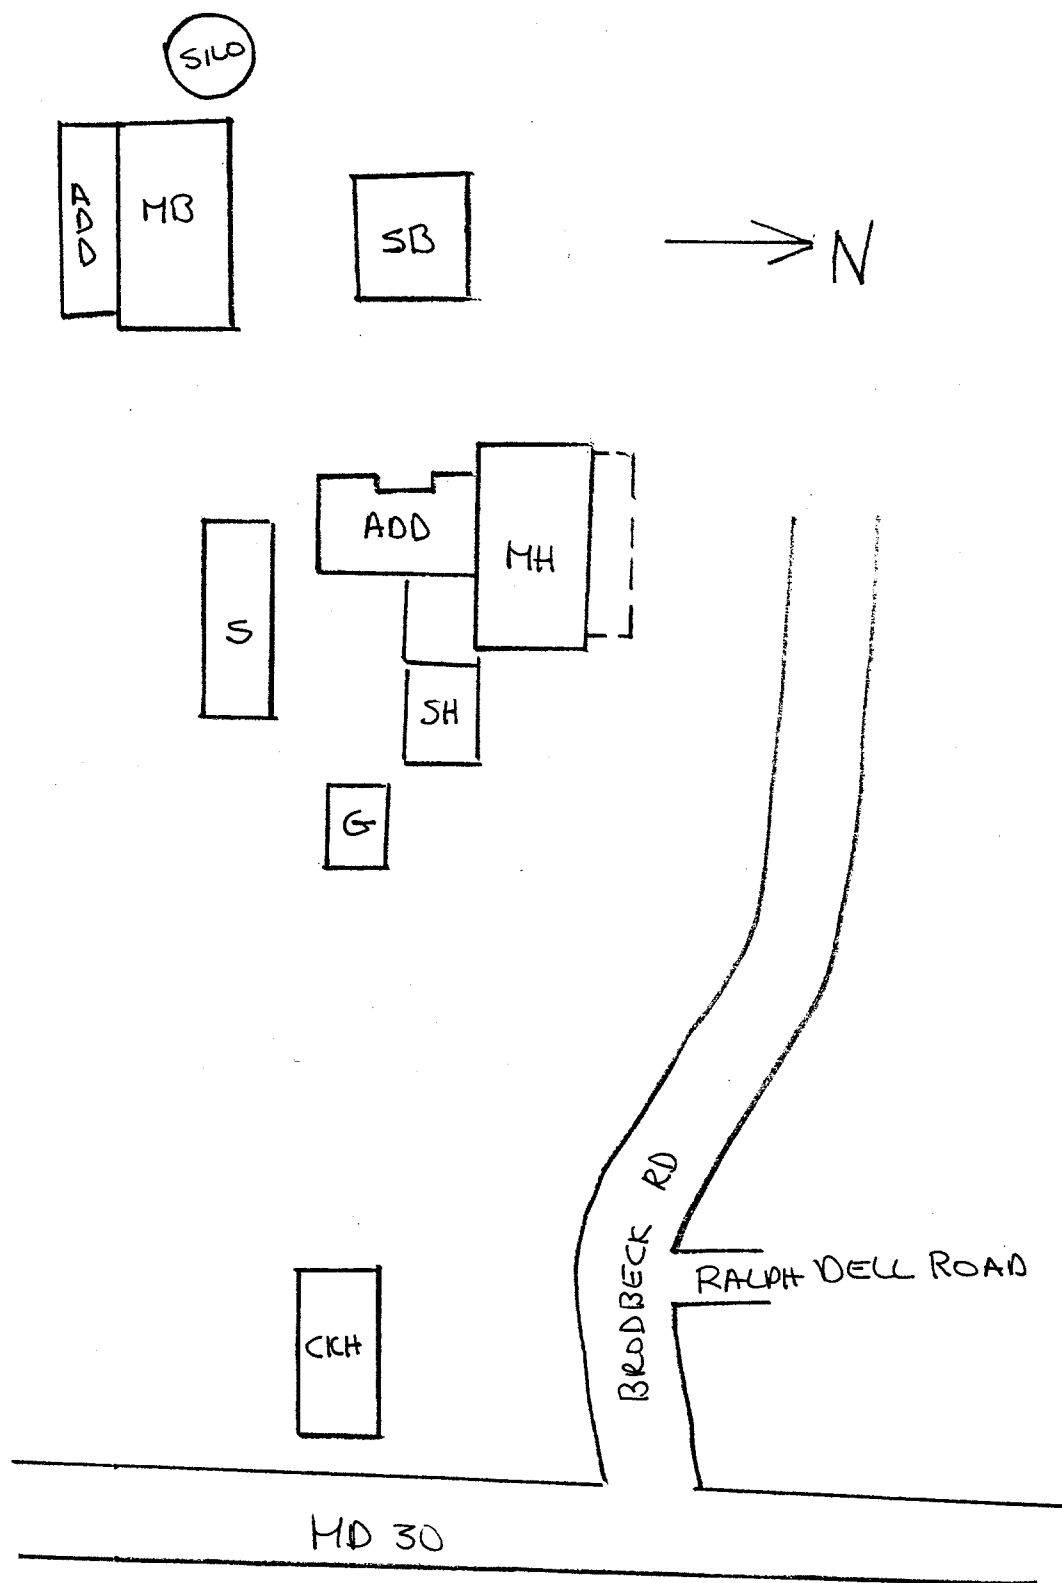 SILO
ADD
MB
SB
N
ADD
MH
S
SH
G
BRODBECK RD
RALPH DELL ROAD
CKH
MD 30